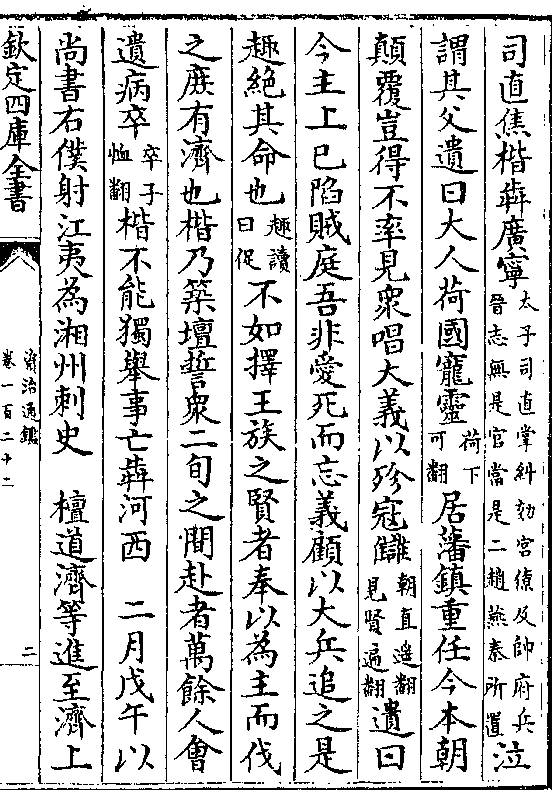 司直焦楷犇廣寧太子司直掌糾劾宮僚及帥府兵晉志無是官當是二趙燕秦所置泣
謂其父遺曰大人荷國寵靈荷下可翻居藩鎮重任今本朝
顛覆豈得不率見衆唱大義以殄寇讎朝直遙翻見賢遍翻遺曰
今主上已陷賊庭吾非愛死而忘義顧以大兵追之是
趣絶其命也趣讀曰促不如擇王族之賢者奉以為主而伐
之庶有濟也楷乃築壇誓衆二旬之間赴者萬餘人會
遺病卒卒子恤翻楷不能獨舉事亡犇河西　二月戊午以
尚書右僕射江夷為湘州刺史　檀道濟等進至濟上
欽定四庫全書
資治通鑑
卷一百二十二
二